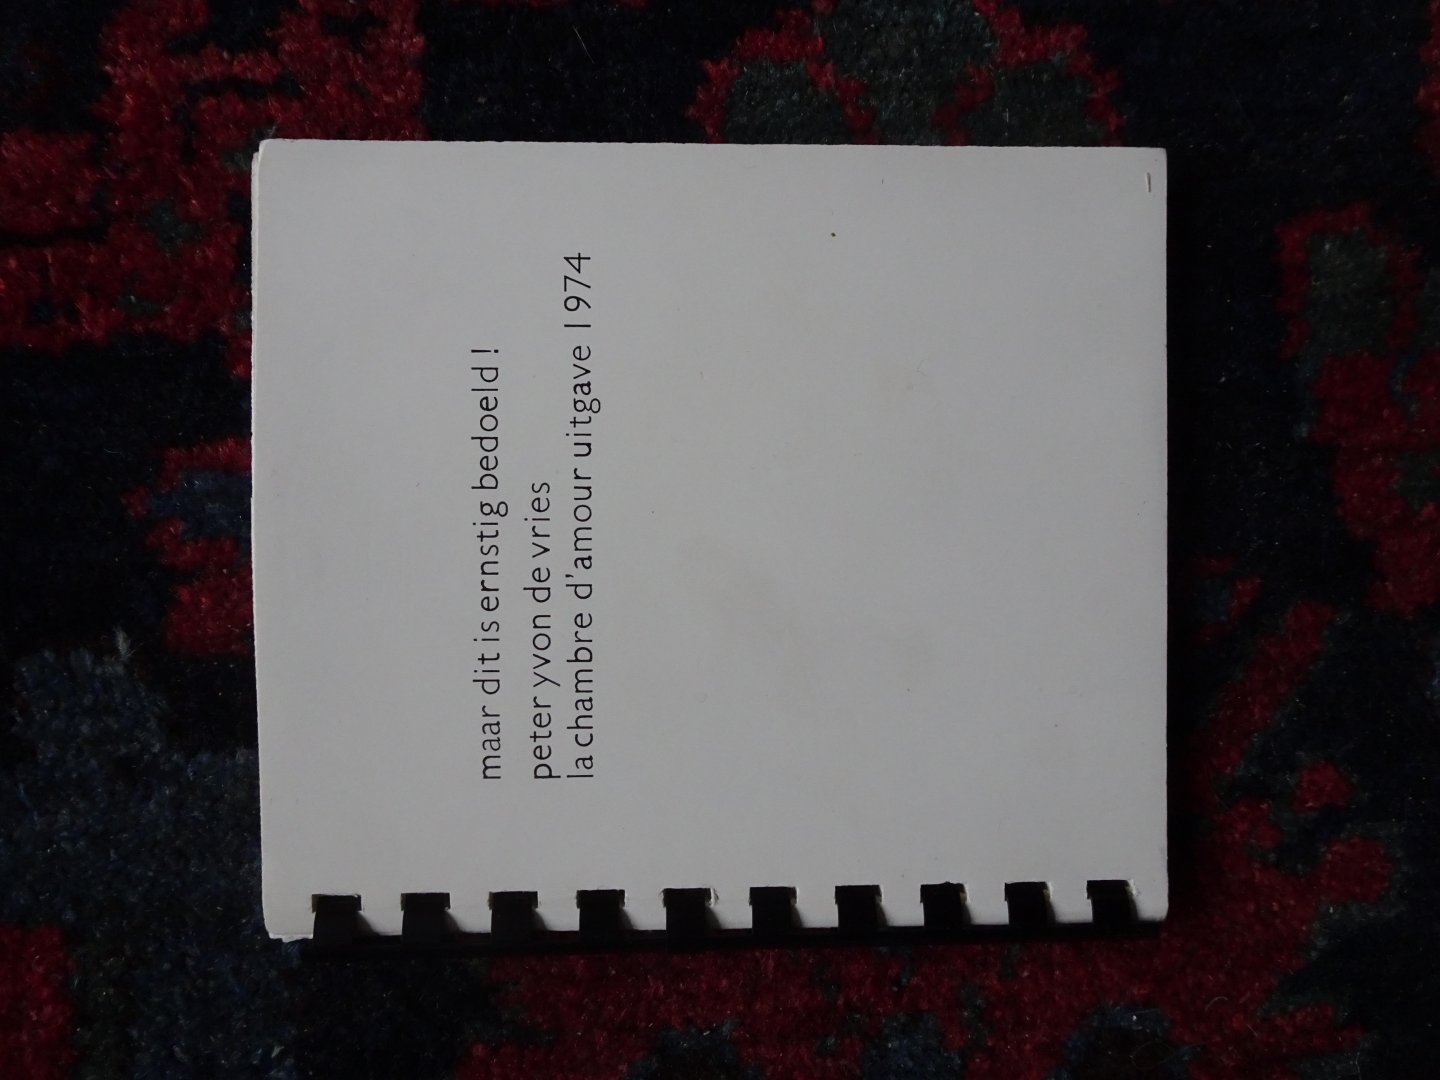 maar dit is ernstig bedoeld!
peter yvon de vries
la chambre d'amour uitgave 1974